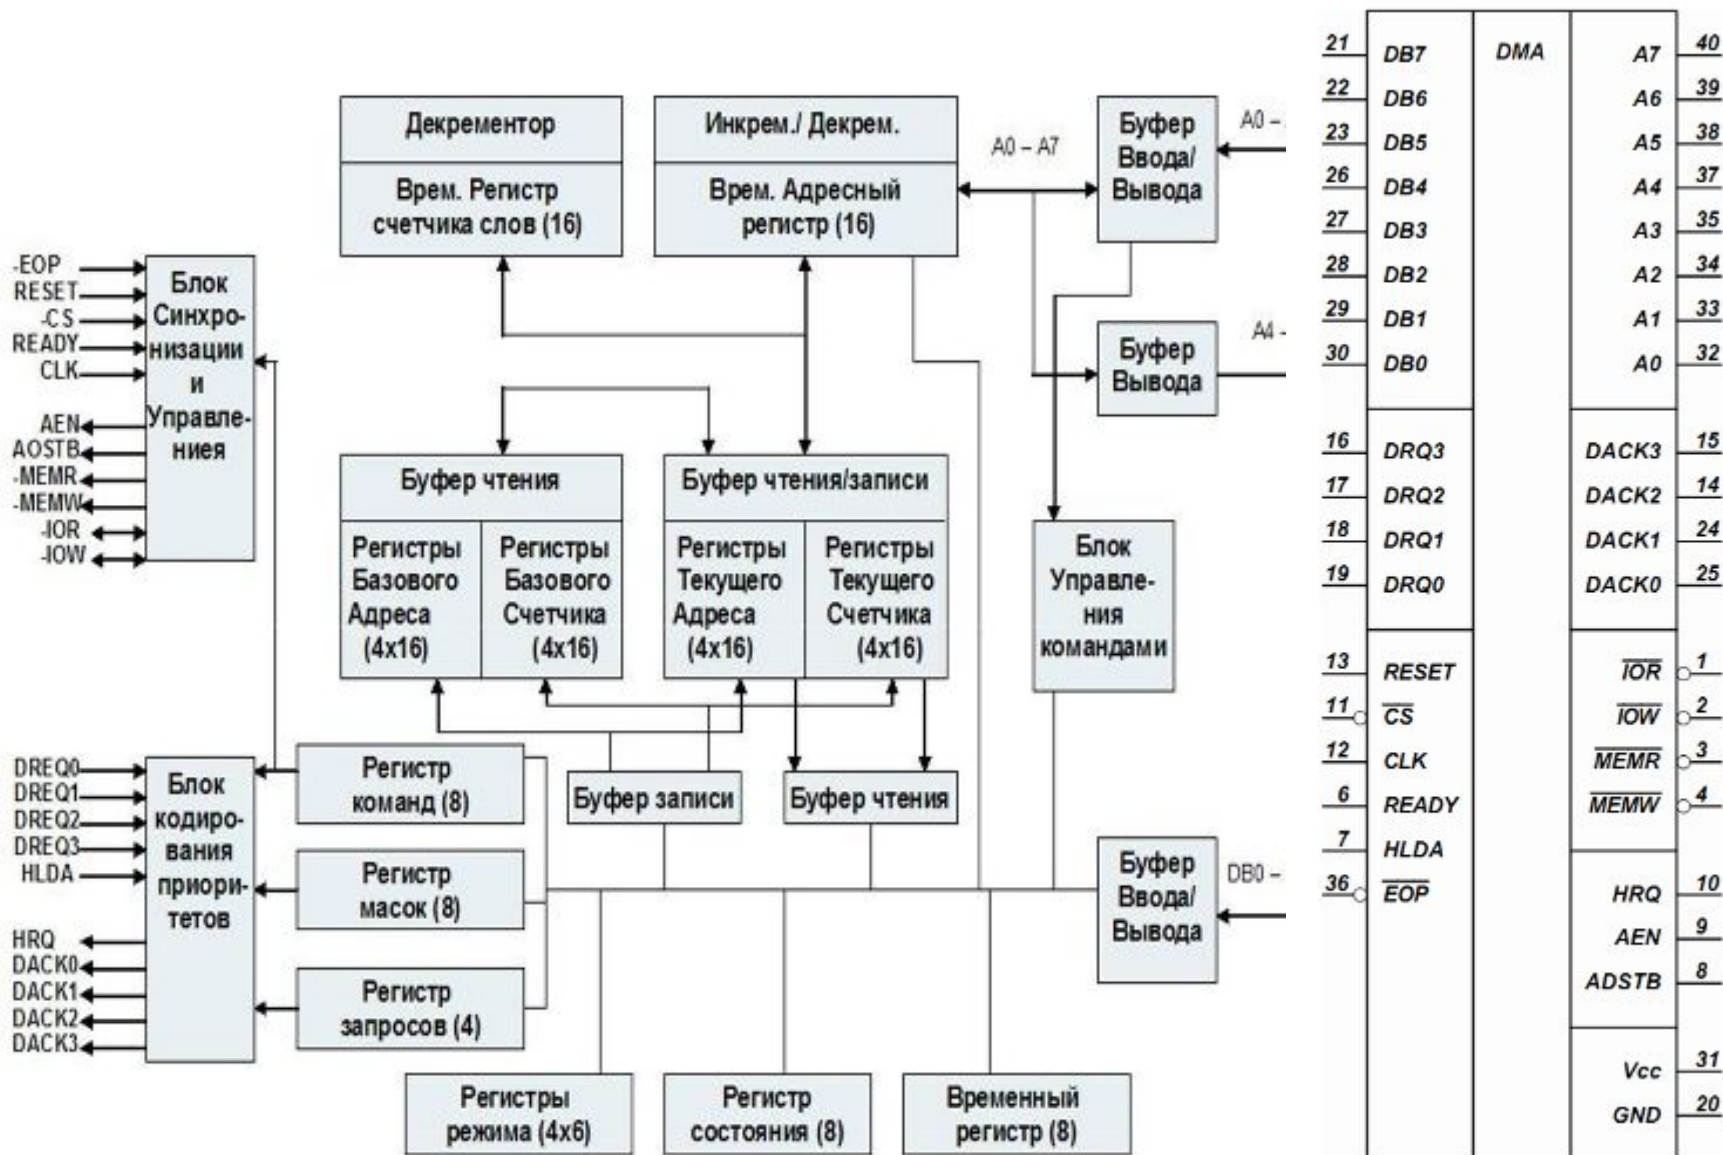 Декрементор
Врем. Регистр
счетчика слов (16)
Инкрем./ Декрем.
Врем. Адресный
регистр (16)
A0 – A7
Буфер
Ввода/
Вывода
A0 –
Буфер
Вывода
A4 -
-EOP
RESET
-CS
READY
CLK
AEN
AOSTB
-MEMR
-MEMW
-IOR
-IOW
Блок
Синхро-
низации
и
Управле-
ниея
Буфер чтения
Регистры
Базового
Адреса
(4x16)
Регистры
Базового
Счетчика
(4x16)
Буфер чтения/записи
Регистры
Текущего
Адреса
(4x16)
Регистры
Текущего
Счетчика
(4x16)
Блок
Управле-
ния
командами
DREQ0
DREQ1
DREQ2
DREQ3
HLDA
HRQ
DACK0
DACK1
DACK2
DACK3
Блок
кодиро-
вания
приори-
тетов
Регистр
команд (8)
Регистр
масок (8)
Регистр
запросов (4)
Буфер записи
Буфер чтения
Буфер
Ввода/
Вывода
DB0 –
Регистры
режима (4x6)
Регистр
состояния (8)
Временный
регистр (8)
DMA
21 DB7
22 DB6
23 DB5
26 DB4
27 DB3
28 DB2
29 DB1
30 DB0
16 DRQ3
17 DRQ2
18 DRQ1
19 DRQ0
13 RESET
11 CS
12 CLK
6 READY
7 HLDA
36 EOP
A7 40
A6 39
A5 38
A4 37
A3 35
A2 34
A1 33
A0 32
DACK3 15
DACK2 14
DACK1 24
DACK0 25
IOR 1
IOW 2
MEMR 3
MEMW 4
HRQ 10
AEN 9
ADSTB 8
Vcc 31
GND 20